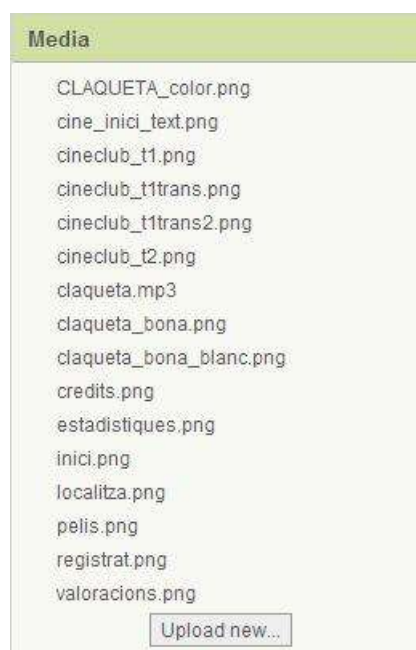 Media
CLAQUETA_color.png
cine_inici_text.png
cineclub_t1.png
cineclub_t1trans.png
cineclub_t1trans2.png
cineclub_t2.png
claqueta.mp3
claqueta_bona.png
claqueta_bona_blanc.png
credits.png
estadistiques.png
inici.png
localitza.png
pelis.png
registrat.png
valoracions.png
Upload new...